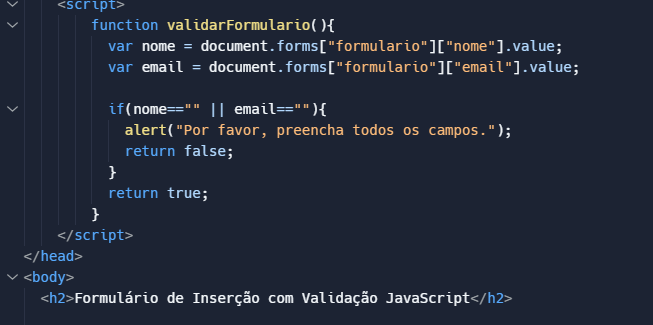 <script>
function validarFormulario(){
var nome = document.forms["formulario"]["nome"].value;
var email = document.forms["formulario"]["email"].value;
if(nome=="" || email==""){
alert("Por favor, preencha todos os campos.");
return false;
}
return true;
}
</script>
</head>
<body>
<h2>Formulário de Inserção com Validação JavaScript</h2>